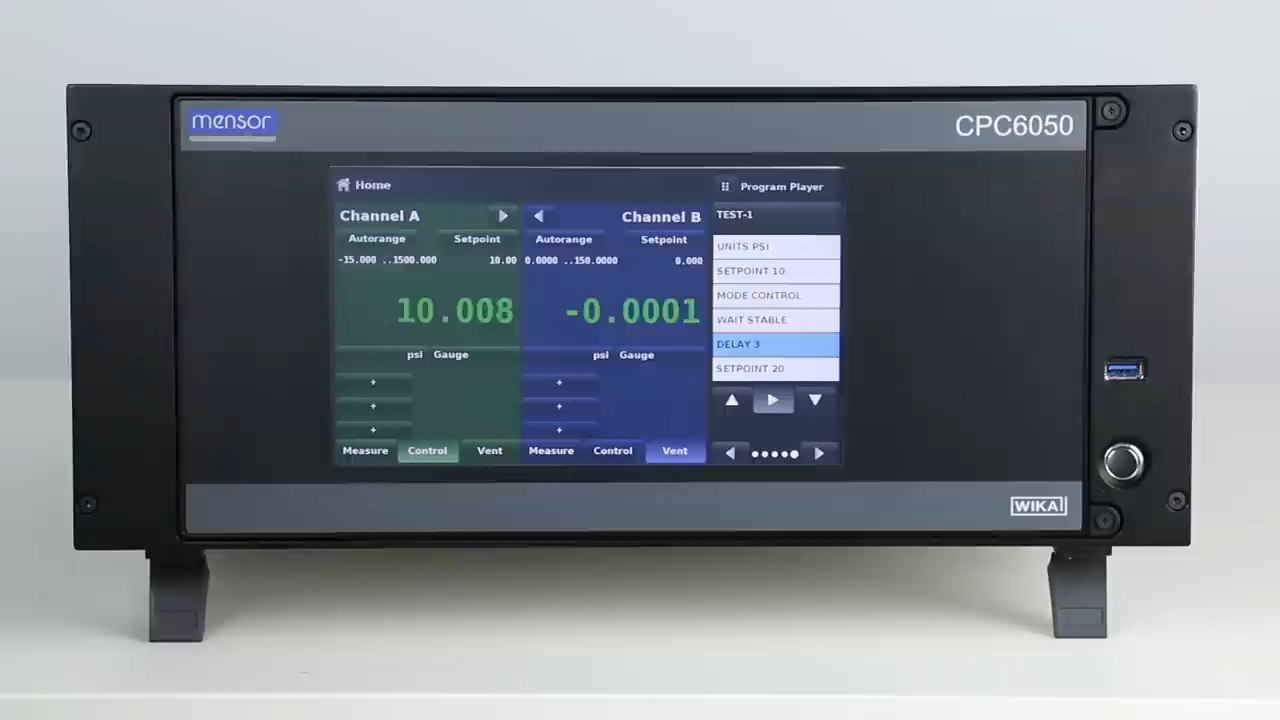 mensor
CPC6050
Home
Program Player
Channel A
Channel B
TEST-1
Autorange Setpoint
Autorange Setpoint
-15.000 ..1500.000 10.00
0.0000 ..150.0000 0.000
10.008
-0.0001
psi Gauge
psi Gauge
+
+
+
+
+
+
Measure Control Vent
Measure Control Vent
UNITS PSI
SETPOINT 10
MODE CONTROL
WAIT STABLE
DELAY 3
SETPOINT 20
WIKA